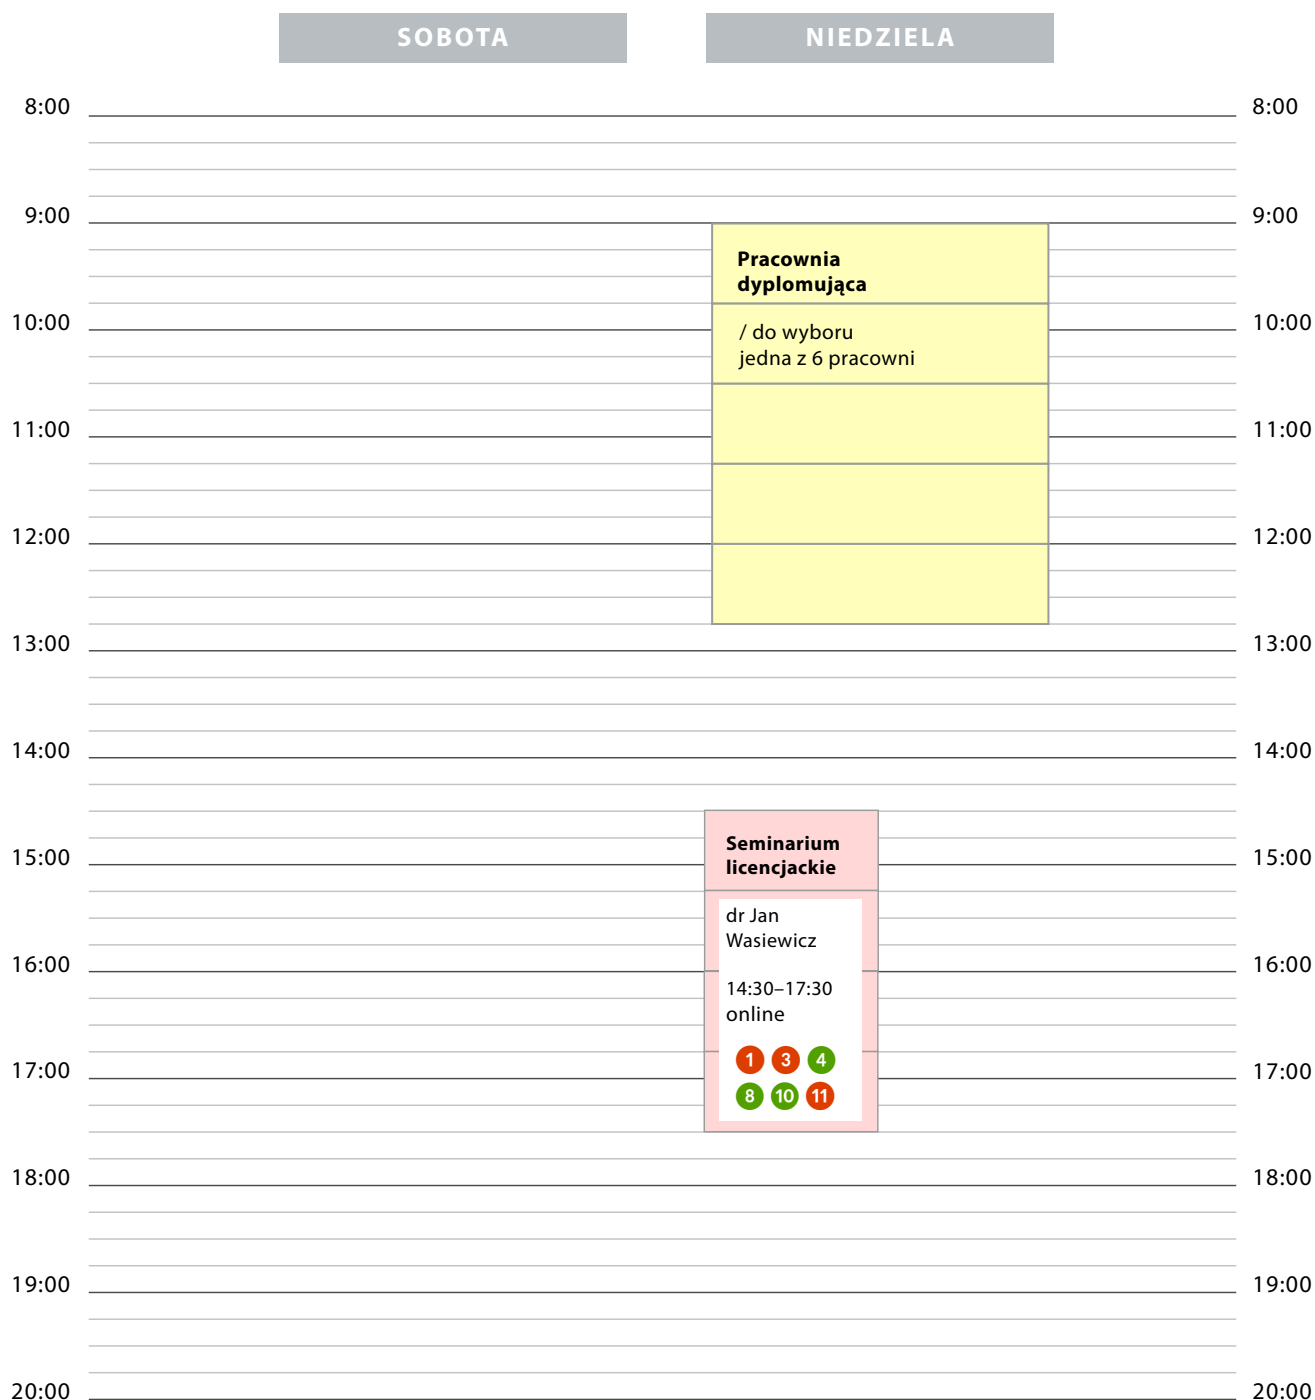 SOBOTA NIEDZIELA
8:00 8:00
9:00 9:00
Pracownia
dyplomująca
10:00 10:00
/ do wyboru
jedna z 6 pracowni
11:00 11:00
12:00 12:00
13:00 13:00
14:00 14:00
Seminarium
15:00 15:00
licencjackie
dr Jan
Wasiewicz
16:00 16:00
14:30–17:30
online
1 3 4
17:00 17:00
8 10 11
18:00 18:00
19:00 19:00
20:00 20:00